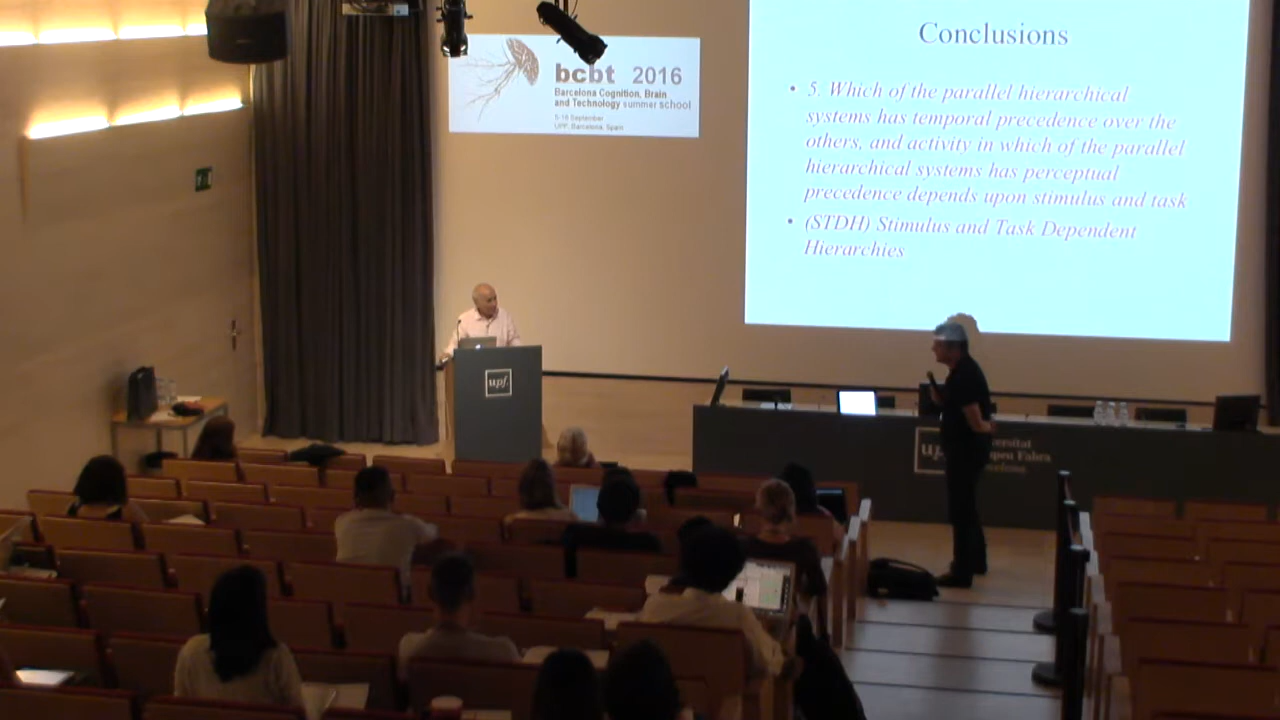 bcbt 2016
Barcelona Cognition, Brain
and Technology summer school
UPF, Barcelona, Spain
Conclusions
• 5. Which of the parallel hierarchical
systems has temporal precedence over the
others, and activity in which of the parallel
hierarchical systems has perceptual
precedence depends upon stimulus and task
• (STDH) Stimulus and Task Dependent
Hierarchies
upf.